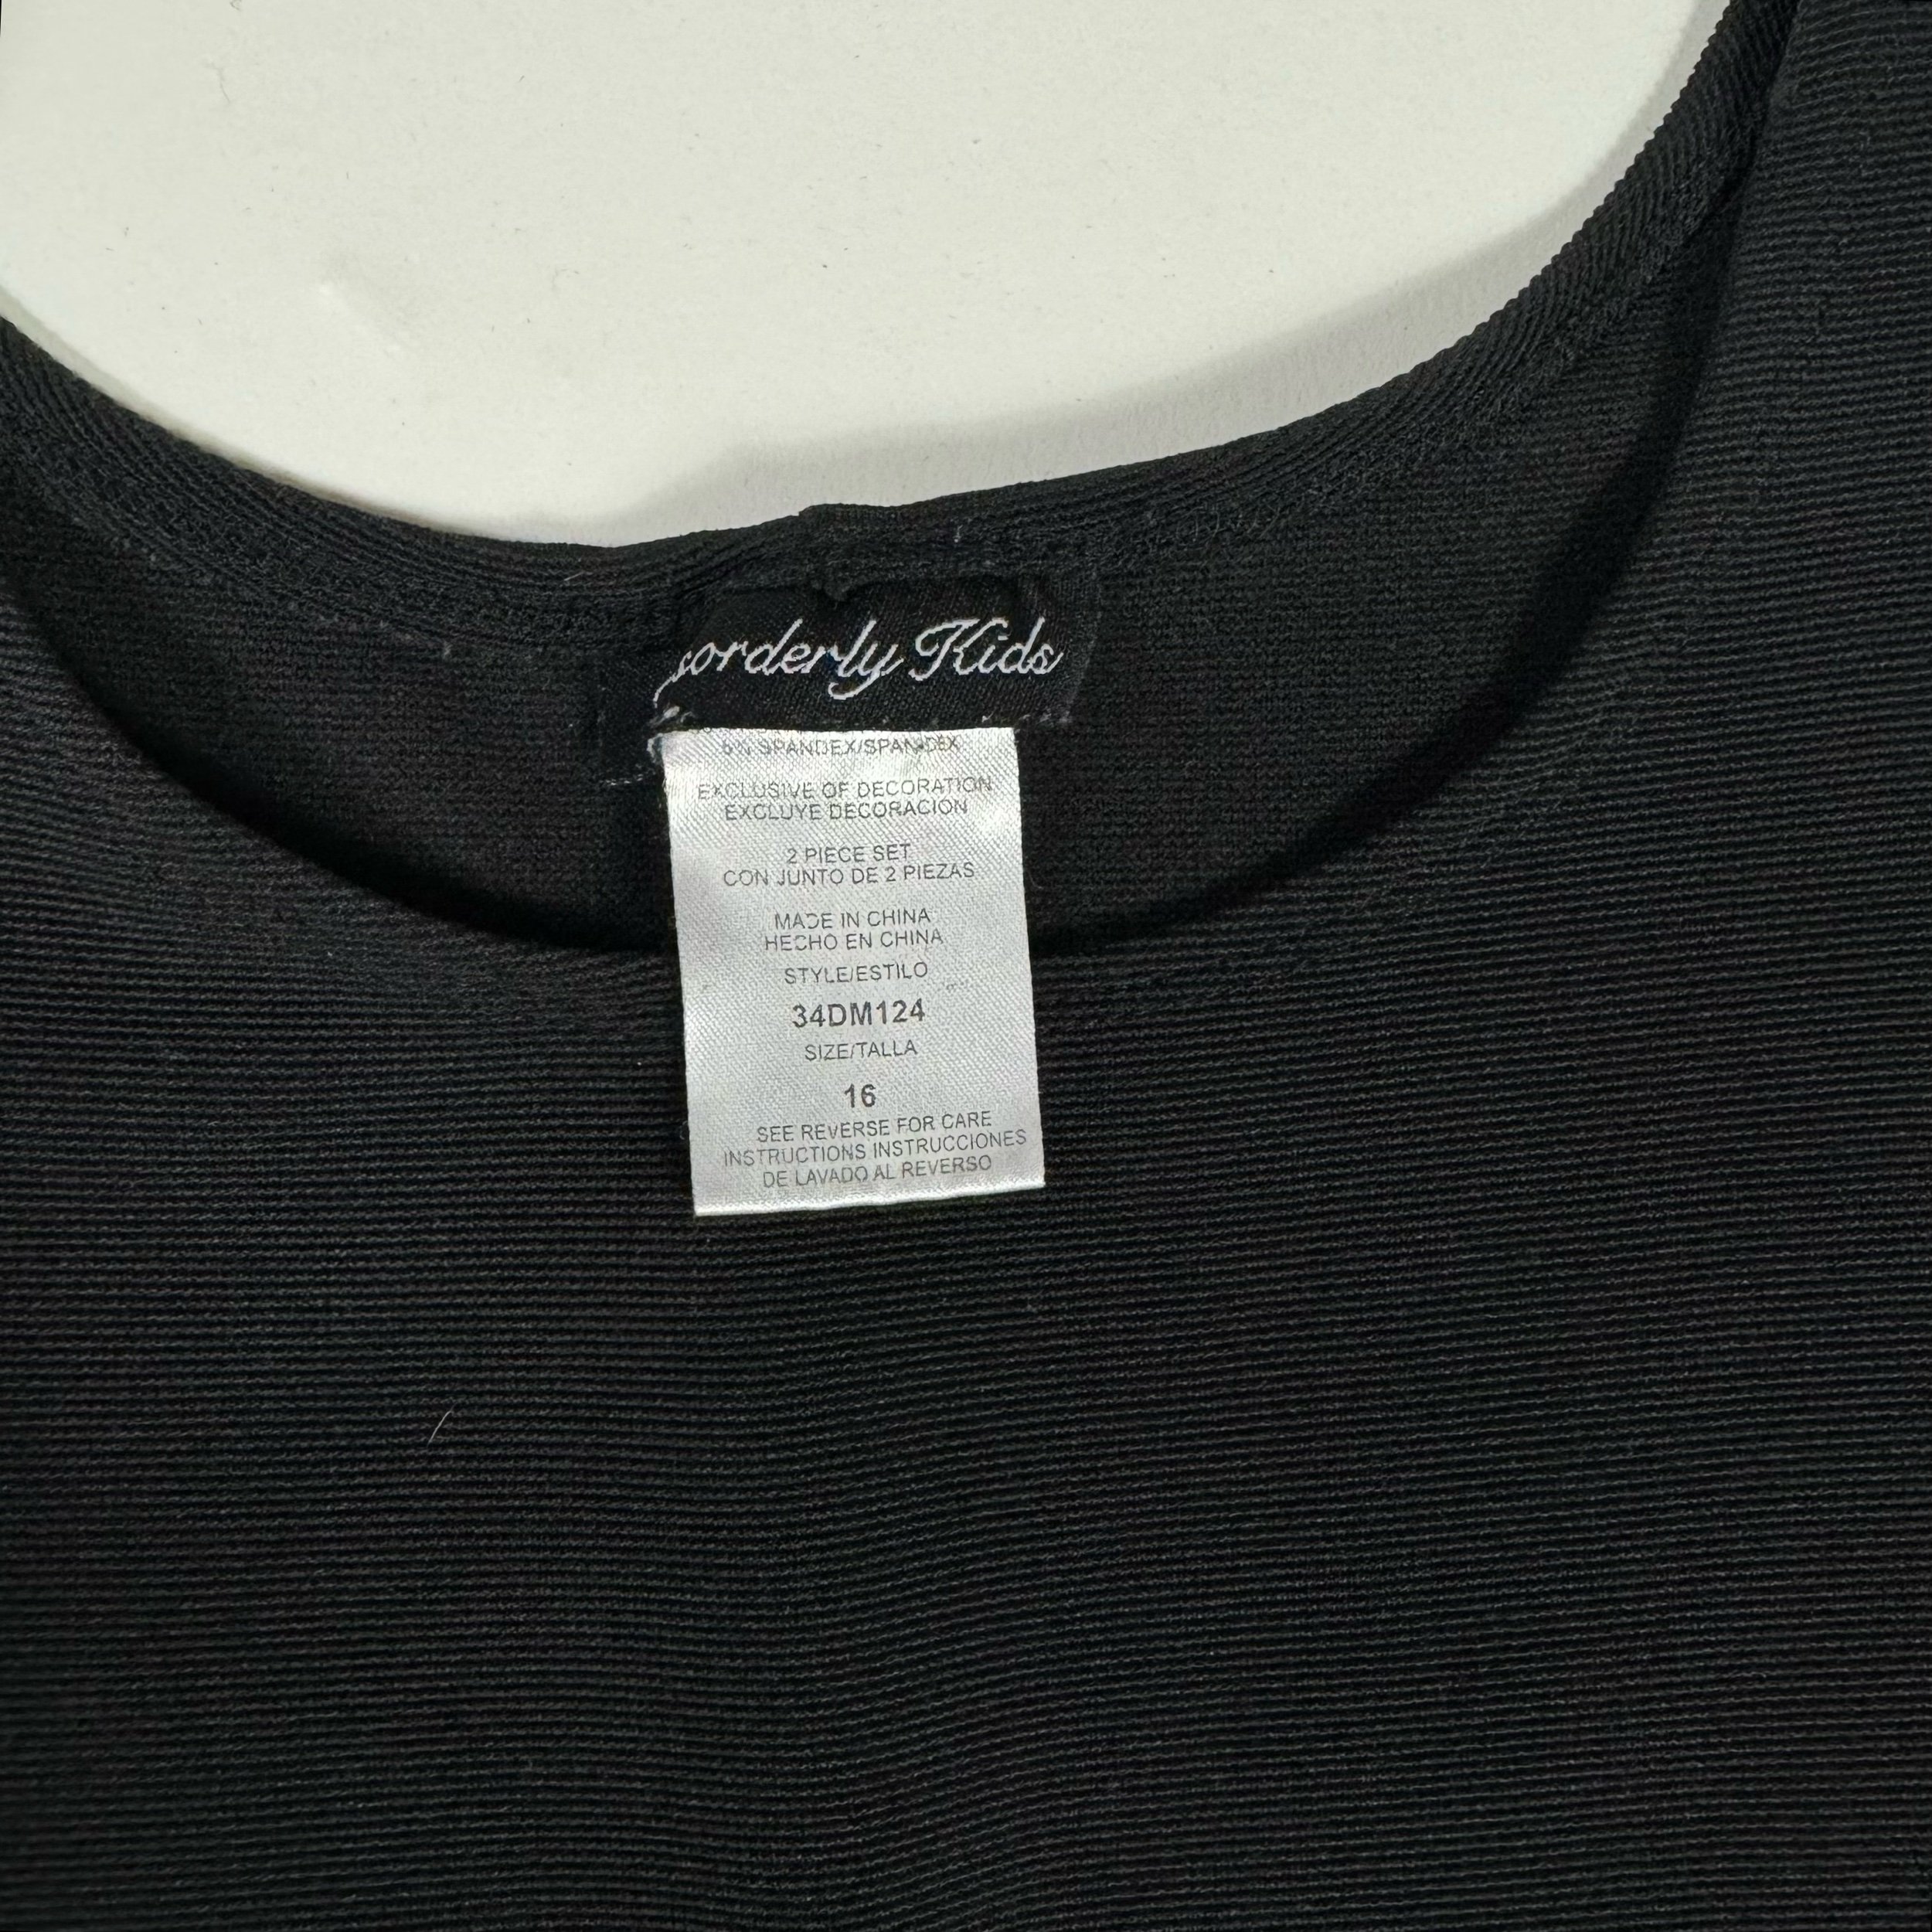 sorderly Kids
5% SPANDEX/SPANDEX
EXCLUSIVE OF DECORATION
EXCLUYE DECORACION
2 PIECE SET
CON JUNTO DE 2 PIEZAS
MADE IN CHINA
HECHO EN CHINA
STYLE/ESTILO
34DM124
SIZE/TALLA
16
SEE REVERSE FOR CARE
INSTRUCTIONS INSTRUCCIONES
DE LAVADO AL REVERSO